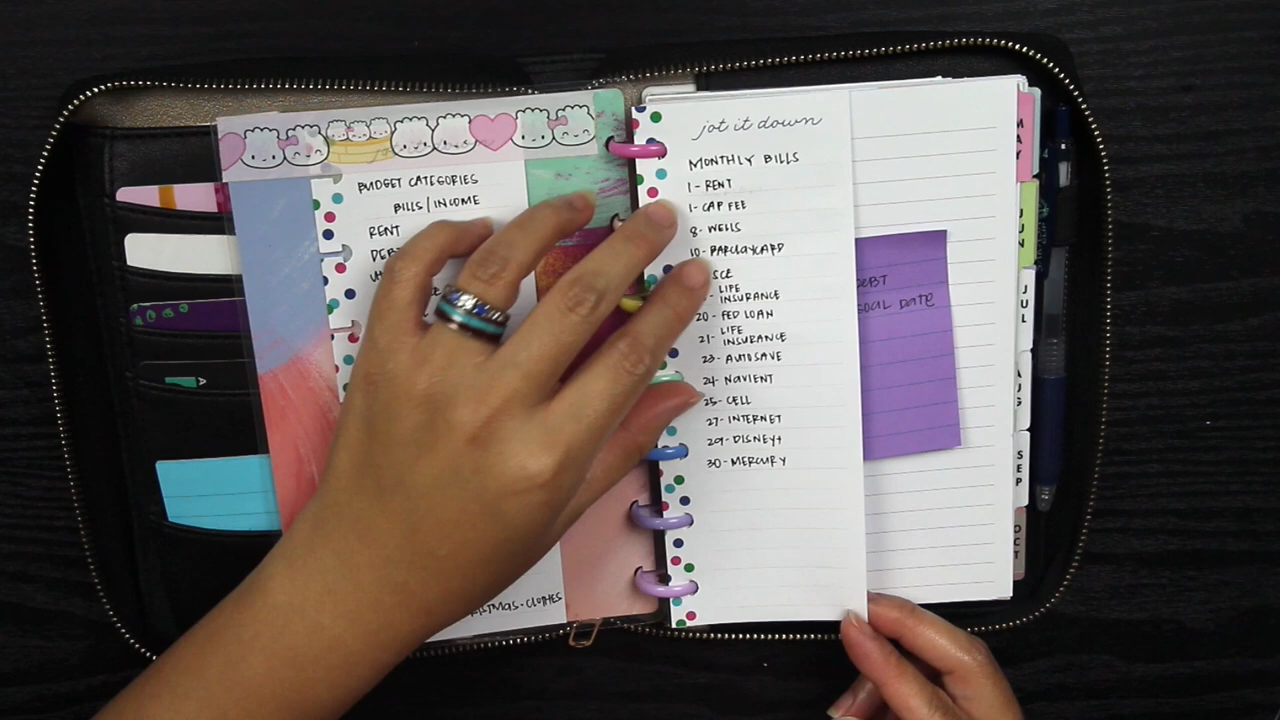 BUDGET CATEGORIES
BILLS/INCOME
RENT
jot it down
MONTHLY BILLS
1- RENT
1- CAP FEE
8- WELLS
10- BARCLAYCARD
SCE
LIFE
INSURANCE
20- FED LOAN
21- LIFE
INSURANCE
23- AUTOSAVE
24- NAVIENT
25- CELL
27- INTERNET
29- DISNEY+
30- MERCURY
DEBT
GOAL DATE
MAY
JUN
JUL
AUG
SEP
OCT
CLOTHES